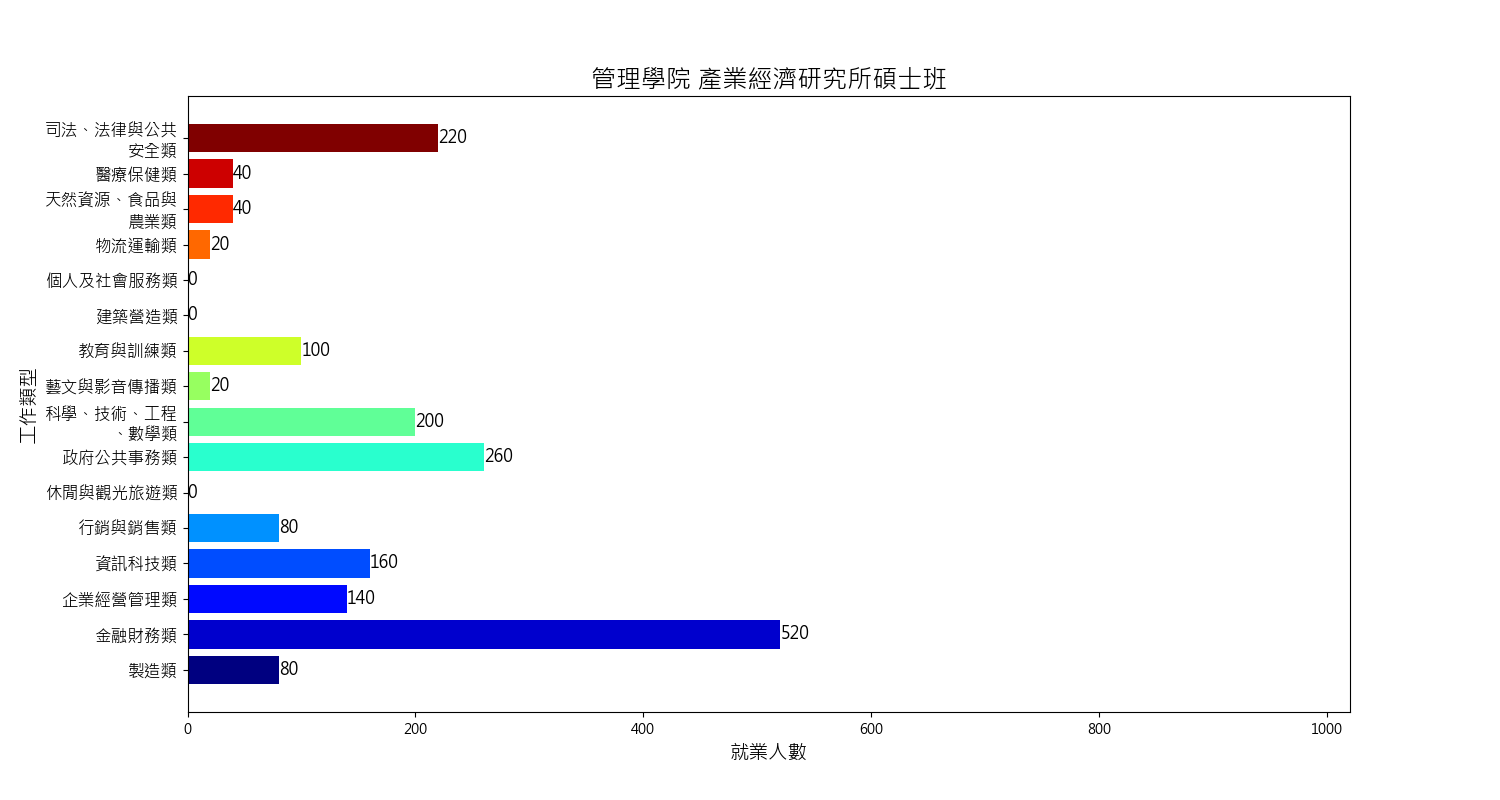 管理學院 產業經濟研究所碩士班
工作類型
司法、法律與公共
安全類
220
醫療保健類
40
天然資源、食品與
農業類
40
物流運輸類
20
個人及社會服務類
0
建築營造類
0
教育與訓練類
100
藝文與影音傳播類
20
科學、技術、工程
、數學類
200
政府公共事務類
260
休閒與觀光旅遊類
0
行銷與銷售類
80
資訊科技類
160
企業經營管理類
140
金融財務類
520
製造類
80
0 200 400 600 800 1000
就業人數